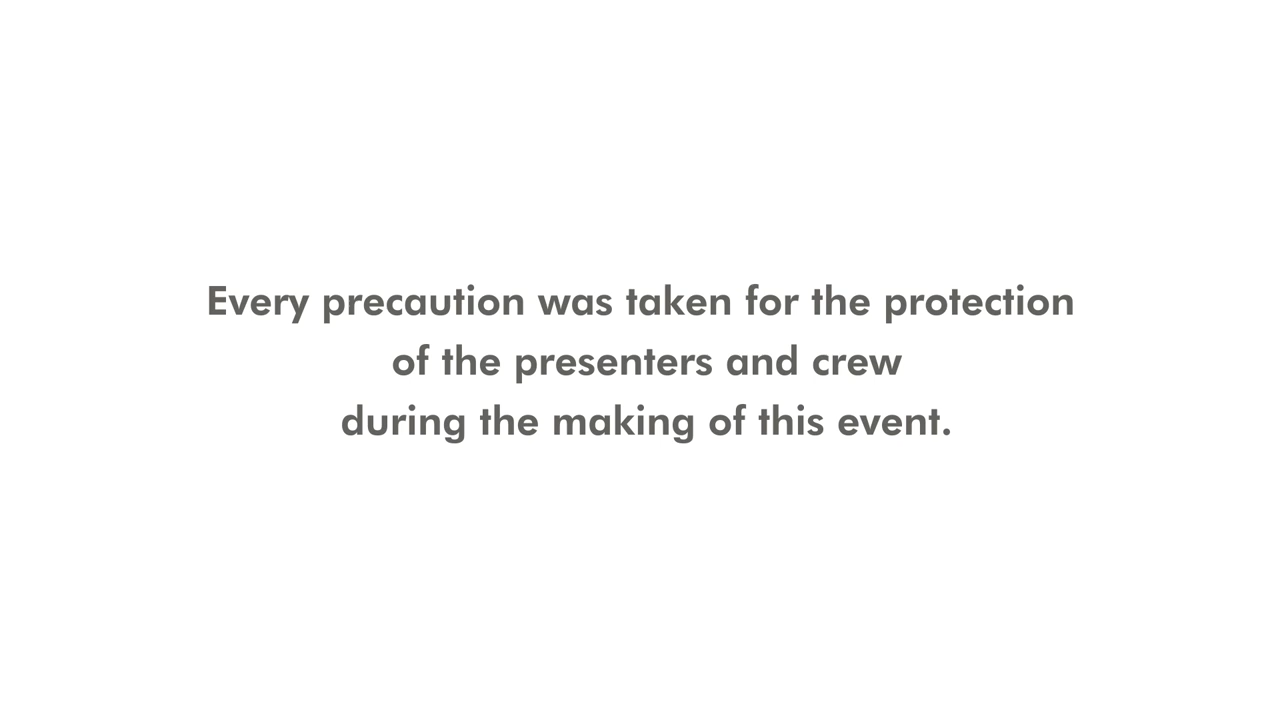 Every precaution was taken for the protection
of the presenters and crew
during the making of this event.